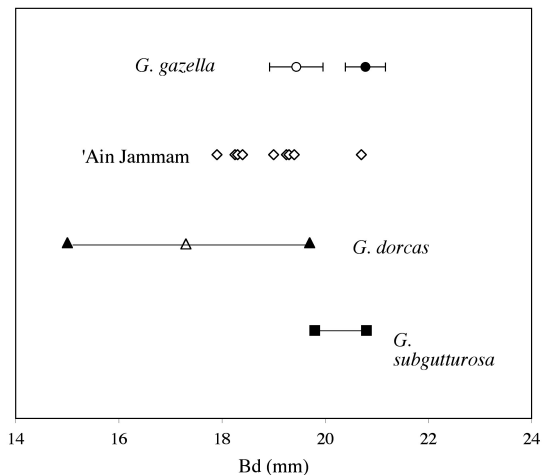 G. gazella
'Ain Jammam
G. dorcas
G.
subgutturosa
14 16 18 20 22 24
Bd (mm)